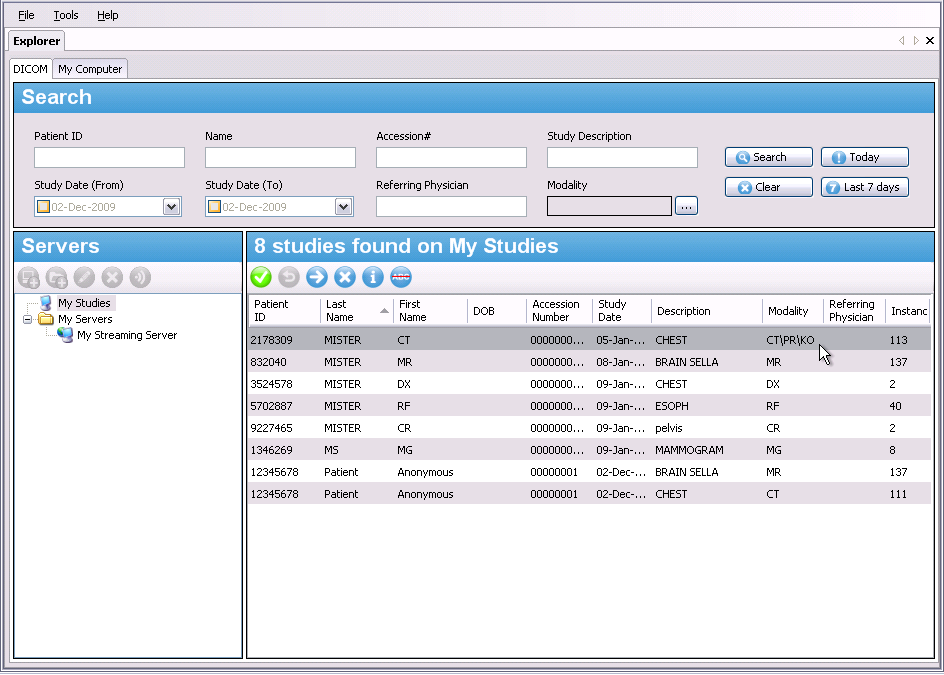 File Tools Help
Explorer
DICOM My Computer
Search
Patient ID Name Accession# Study Description
Search Today
Study Date (From) Study Date (To) Referring Physician Modality
02-Dec-2009 02-Dec-2009 ... Clear 7 Last 7 days
Servers
8 studies found on My Studies
My Studies
My Servers
My Streaming Server
Patient ID Last Name First Name DOB Accession Number Study Date Description Modality Referring Physician Instanc
2178309 MISTER CT 0000000... 05-Jan-... CHEST CT\PR\KO 113
832040 MISTER MR 0000000... 08-Jan-... BRAIN SELLA MR 137
3524578 MISTER DX 0000000... 09-Jan-... CHEST DX 2
5702887 MISTER RF 0000000... 09-Jan-... ESOPH RF 40
9227465 MISTER CR 0000000... 09-Jan-... pelvis CR 2
1346269 MS MG 0000000... 09-Jan-... MAMMOGRAM MG 8
12345678 Patient Anonymous 00000001 02-Dec-... BRAIN SELLA MR 137
12345678 Patient Anonymous 00000001 02-Dec-... CHEST CT 111